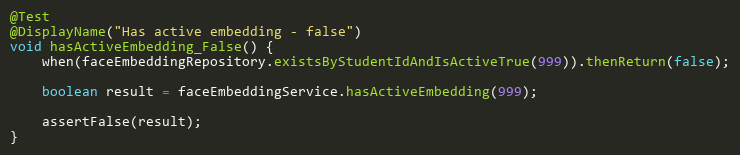 @Test
@DisplayName("Has active embedding - false")
void hasActiveEmbedding_False() {
    when(faceEmbeddingRepository.existsByStudentIdAndIsActiveTrue(999)).thenReturn(false);

    boolean result = faceEmbeddingService.hasActiveEmbedding(999);

    assertFalse(result);
}